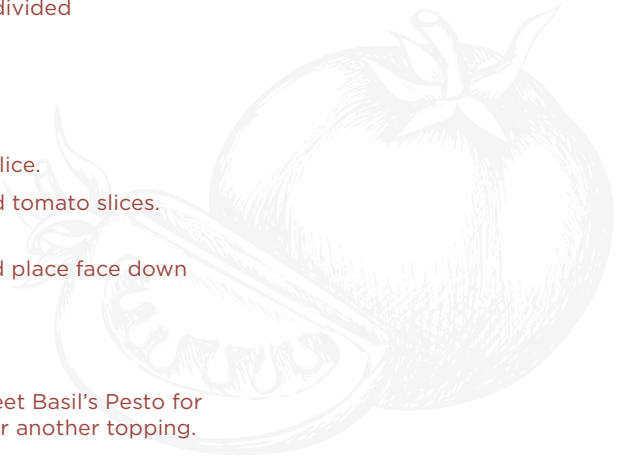 divided
lice.
d tomato slices.
d place face down
eet Basil's Pesto for
r another topping.